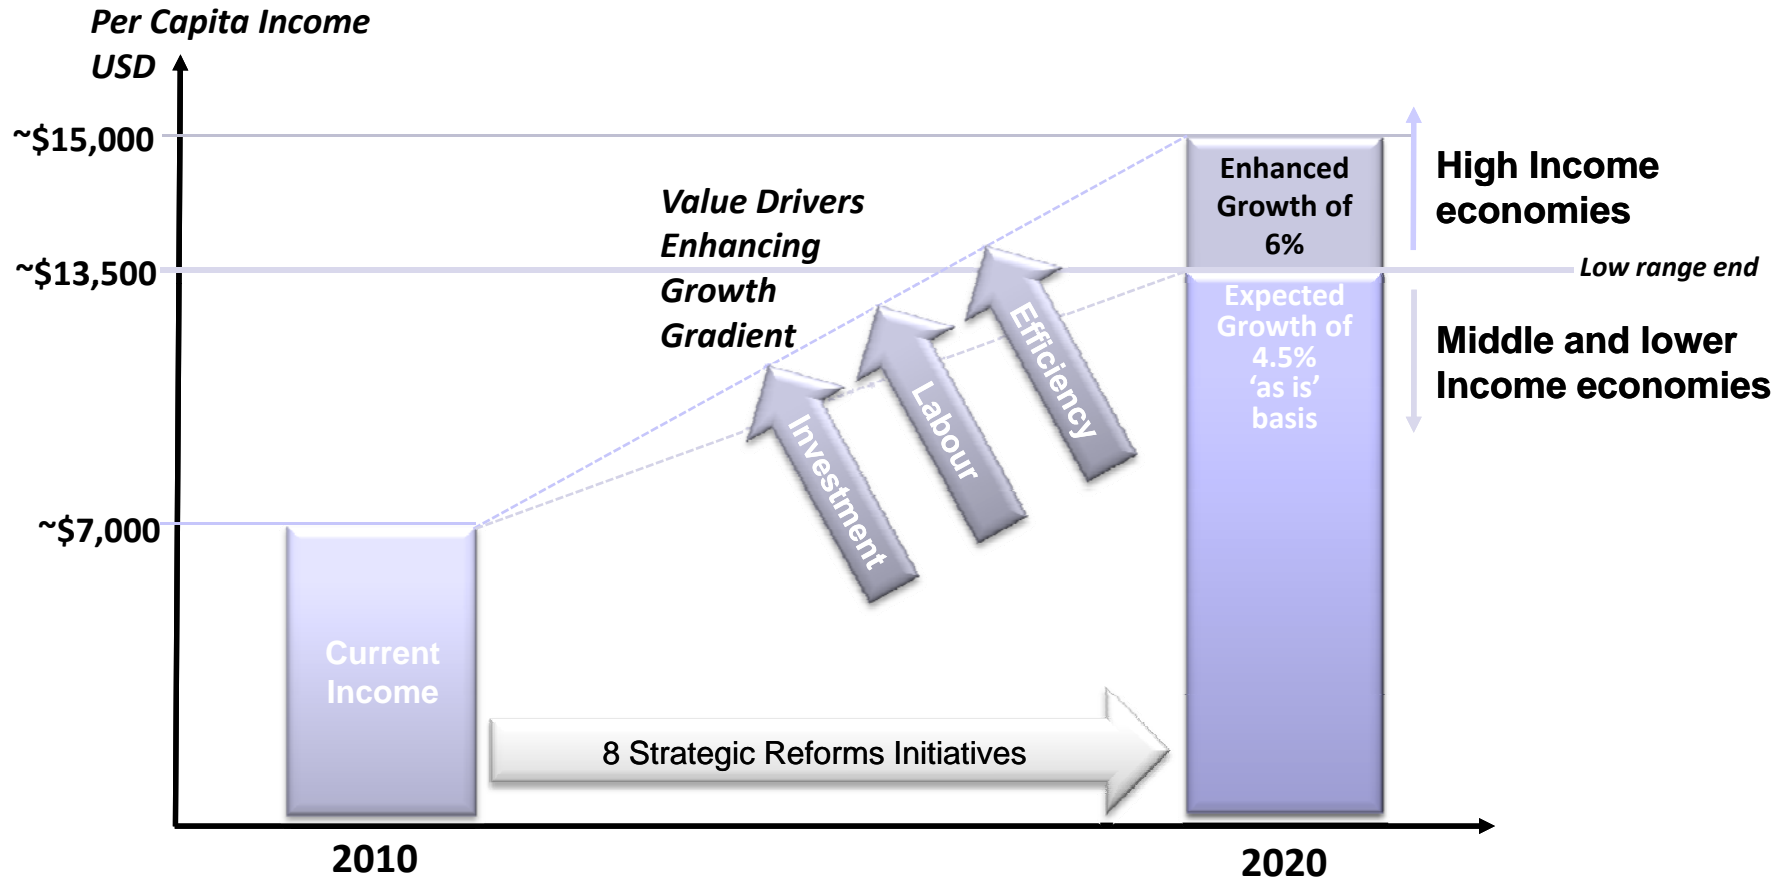 Per Capita Income
USD
~$15,000
~$13,500
~$7,000
Value Drivers
Enhancing
Growth
Gradient
Investment
Labour
Efficiency
Enhanced
Growth of
6%
Expected
Growth of
4.5%
‘as is’
basis
High Income
economies
Low range end
Middle and lower
Income economies
Current
Income
8 Strategic Reforms Initiatives
2010
2020